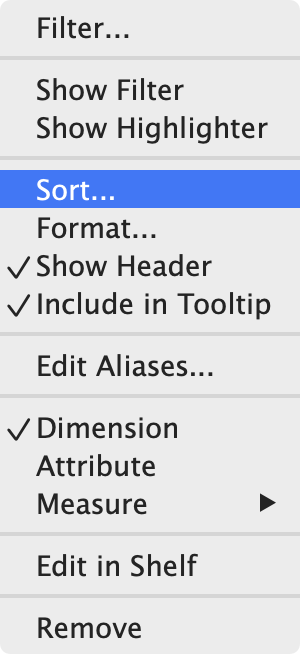 Filter...
Show Filter
Show Highlighter
Sort...
Format...
Show Header
Include in Tooltip
Edit Aliases...
Dimension
Attribute
Measure
Edit in Shelf
Remove